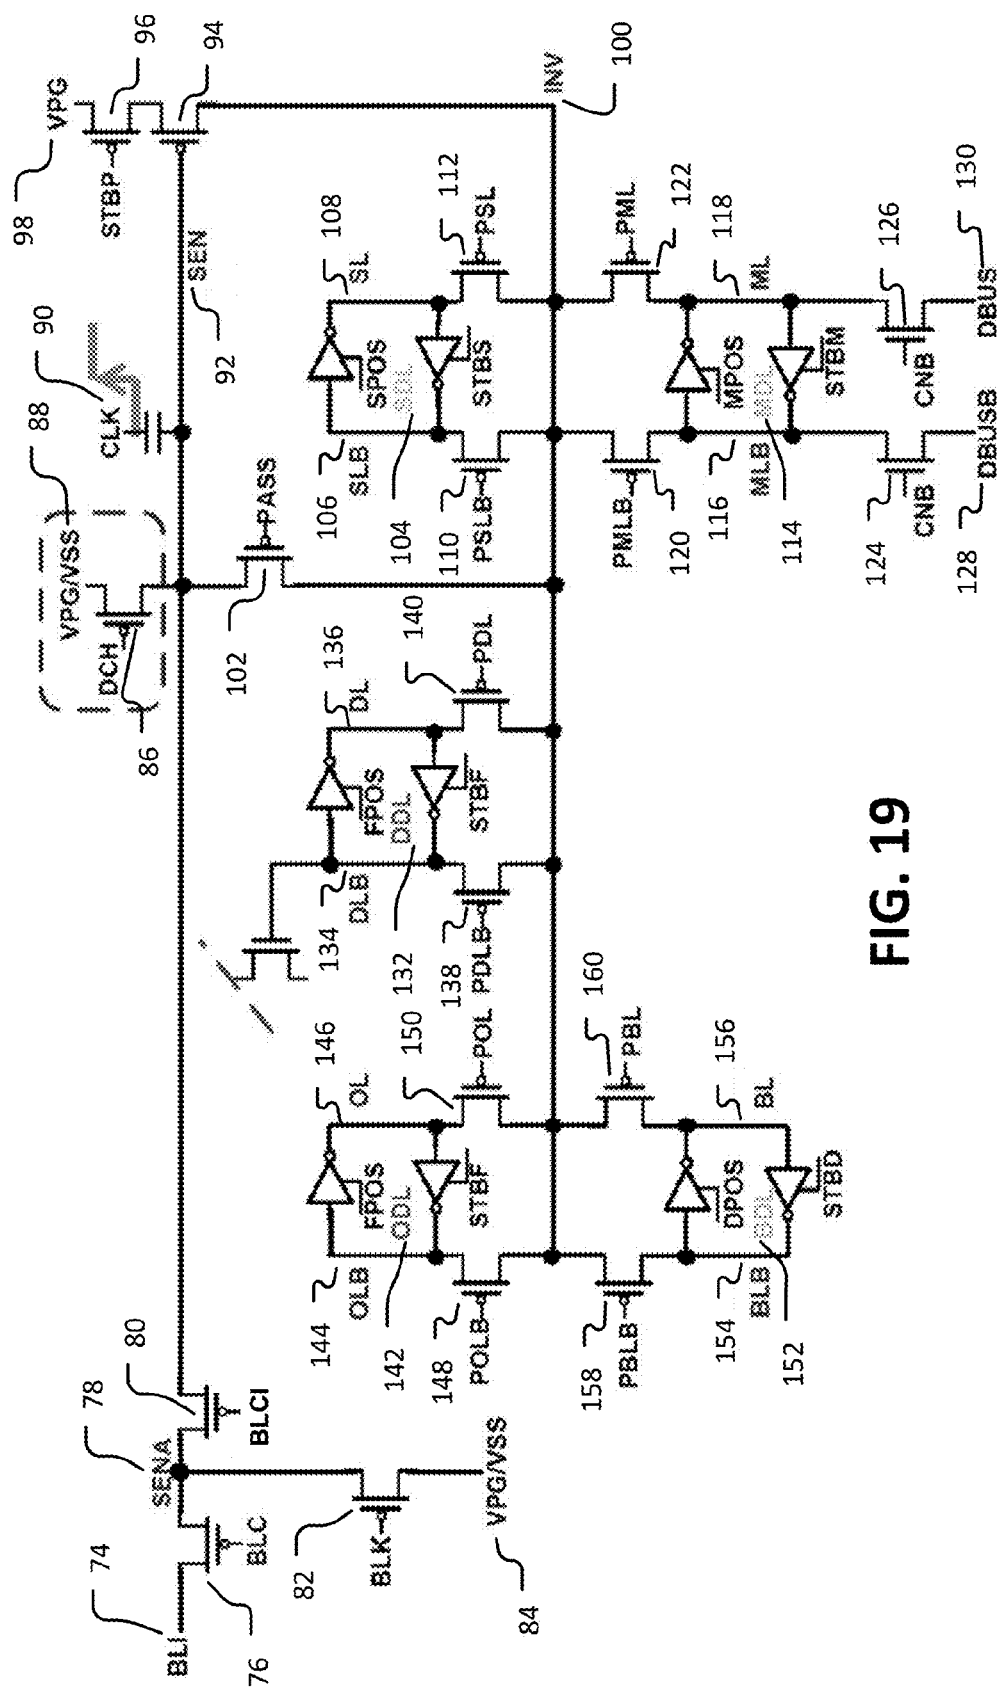 BLI
74
76
BLC
SENA
78
80
BLCI
BLK
82
VPG/VSS
84
DCH
86
VPG/VSS
88
CLK
90
SEN
92
VPG
98
STBP
96
94
INV
100
102
PASS
OLB
144
OL
146
FPOS
ODL
142
STBF
POLB
148
POL
150
PBLB
158
PBL
160
DPOS
BLB
154
152
BL
156
STBD
DLB
134
DL
136
FPOS
DDL
132
STBF
PDLB
138
PDL
140
SLB
106
SL
108
SPOS
104
STBS
PSLB
110
PSL
112
PMLB
120
PML
122
MPOS
MLB
116
114
ML
118
STBM
CNB
124
CNB
126
DBUSB
128
DBUS
130
FIG. 19